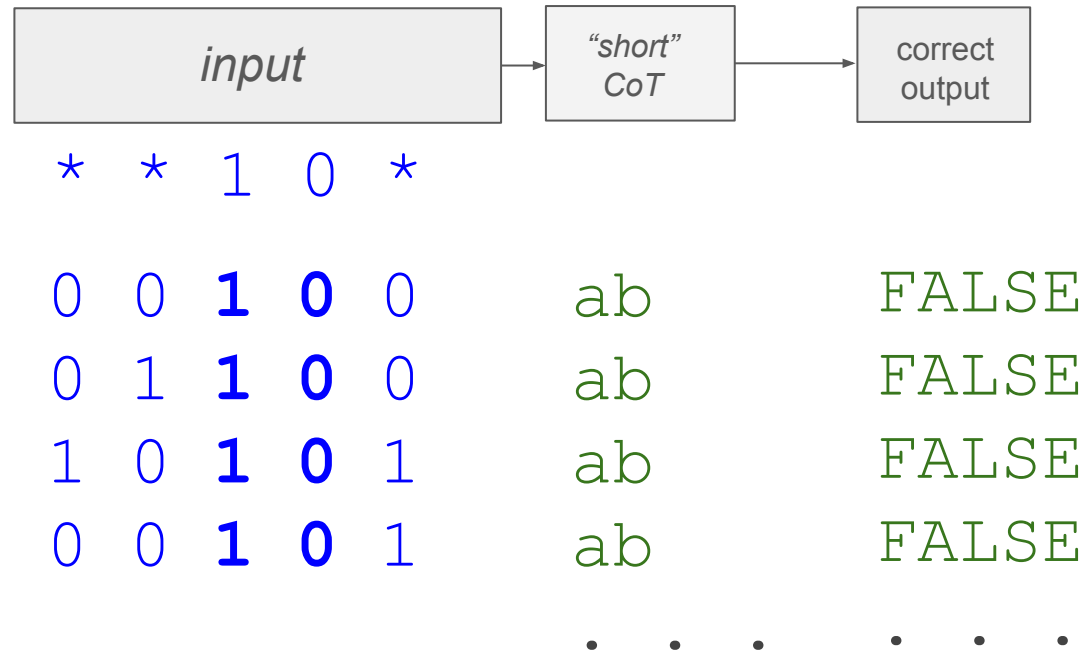 input “short” CoT correct output
* * 1 0 *
0 0 1 0 0 ab FALSE
0 1 1 0 0 ab FALSE
1 0 1 0 1 ab FALSE
0 0 1 0 1 ab FALSE
. . . . . .